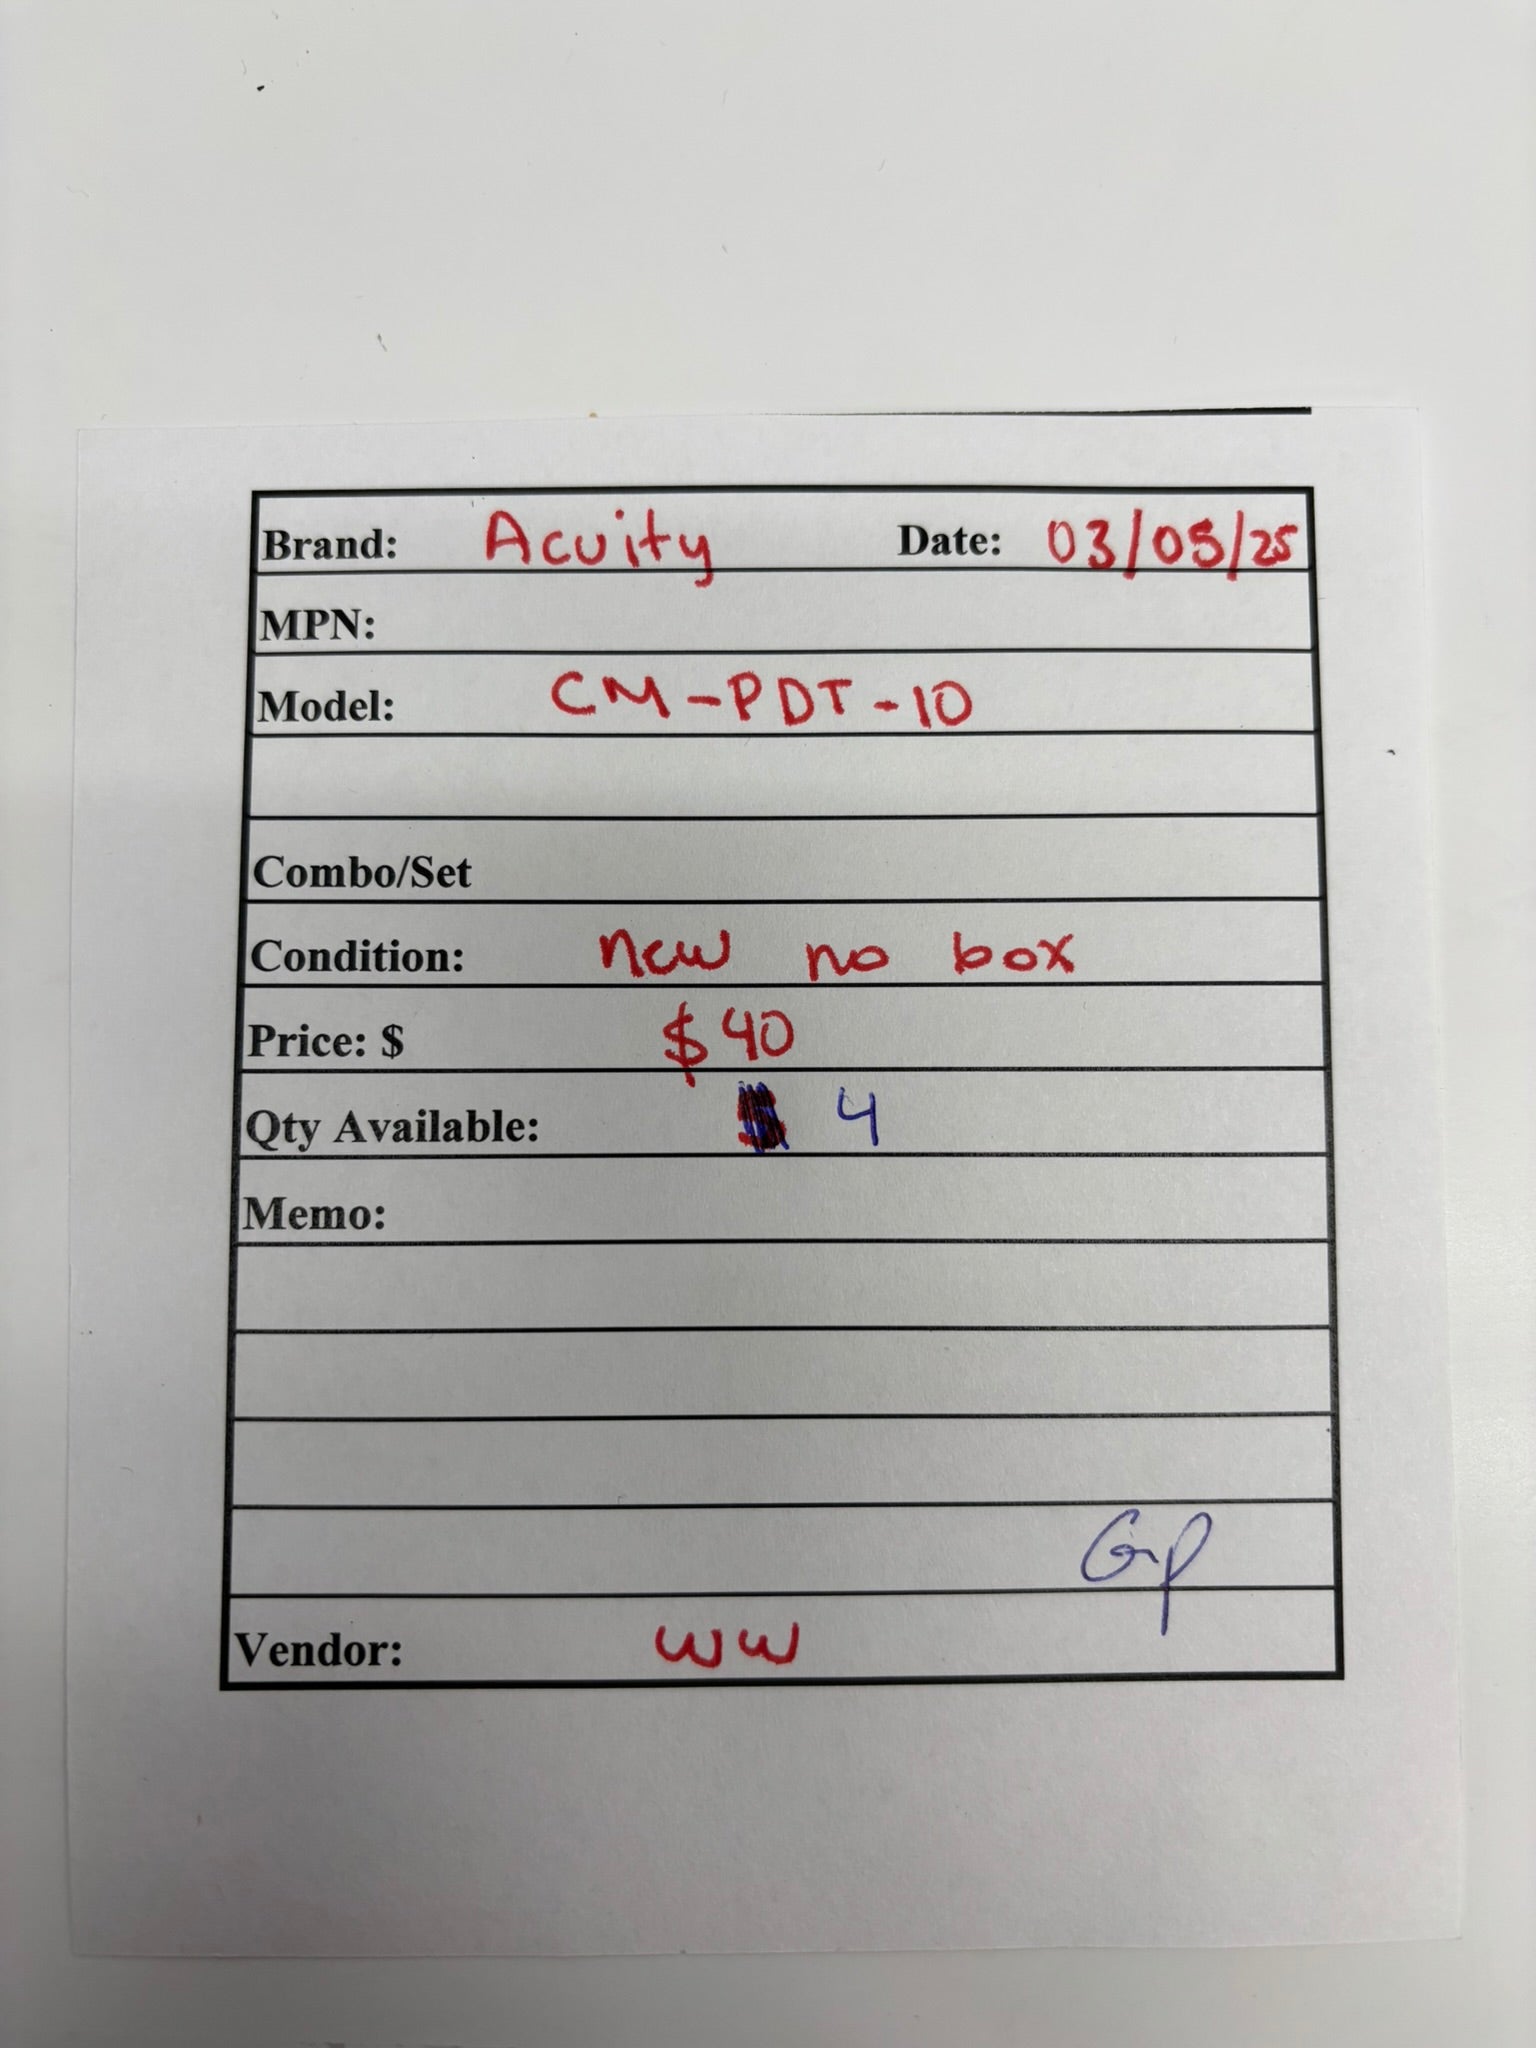 Brand: Acuity Date: 03/05/25
MPN:
Model: CM-PDT-10
Combo/Set
Condition: new no box
Price: $ $40
Qty Available: 4
Memo:
GP
Vendor: WW